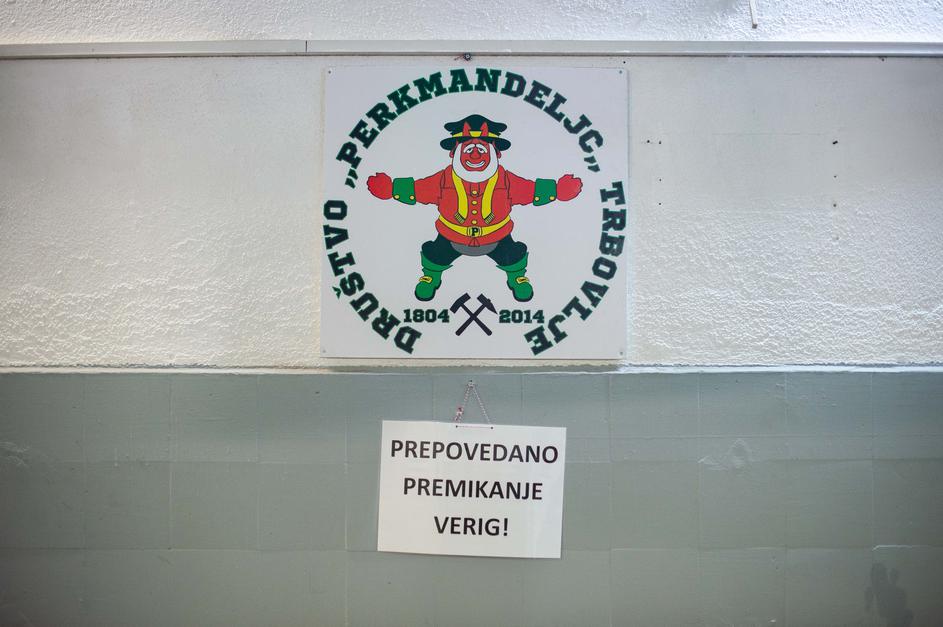 DRUŠTVO „PERKMANDELJC„ TRBOVLJE
P
1804 2014
PREPOVEDANO
PREMIKANJE
VERIG!